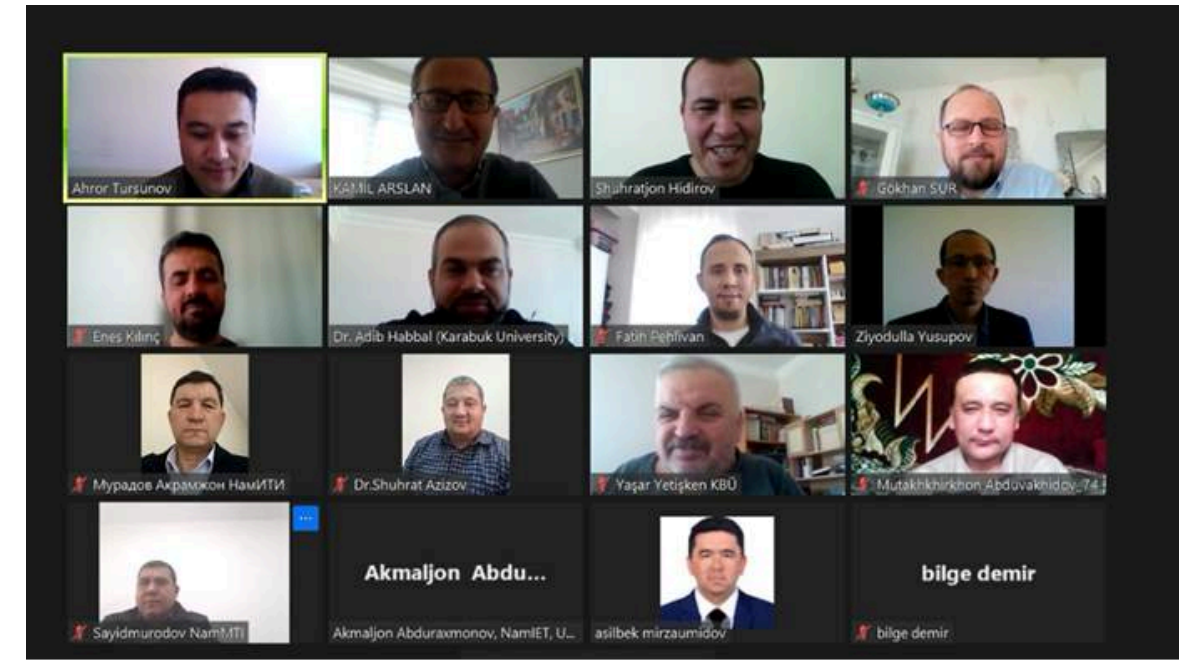 Ahror Tursunov
KAMIL ARSLAN
Shuhratjon Hidirov
Gökhan SUR
Enes Kılınç
Dr. Adib Habbal (Karabuk University)
Fatih Pehlivan
Ziyodulla Yusupov
Мурадов Акрамжон НамИТИ
Dr.Shuhrat Azizov
Yaşar Yetişken KBÜ
Mutakhkhirkhon Abduvakhidov_74
Sayidmurodov NamMTI
Akmaljon Abdu...
Akmaljon Abduraxmonov, NamIET, U...
asilbek mirzaumidov
bilge demir
bilge demir